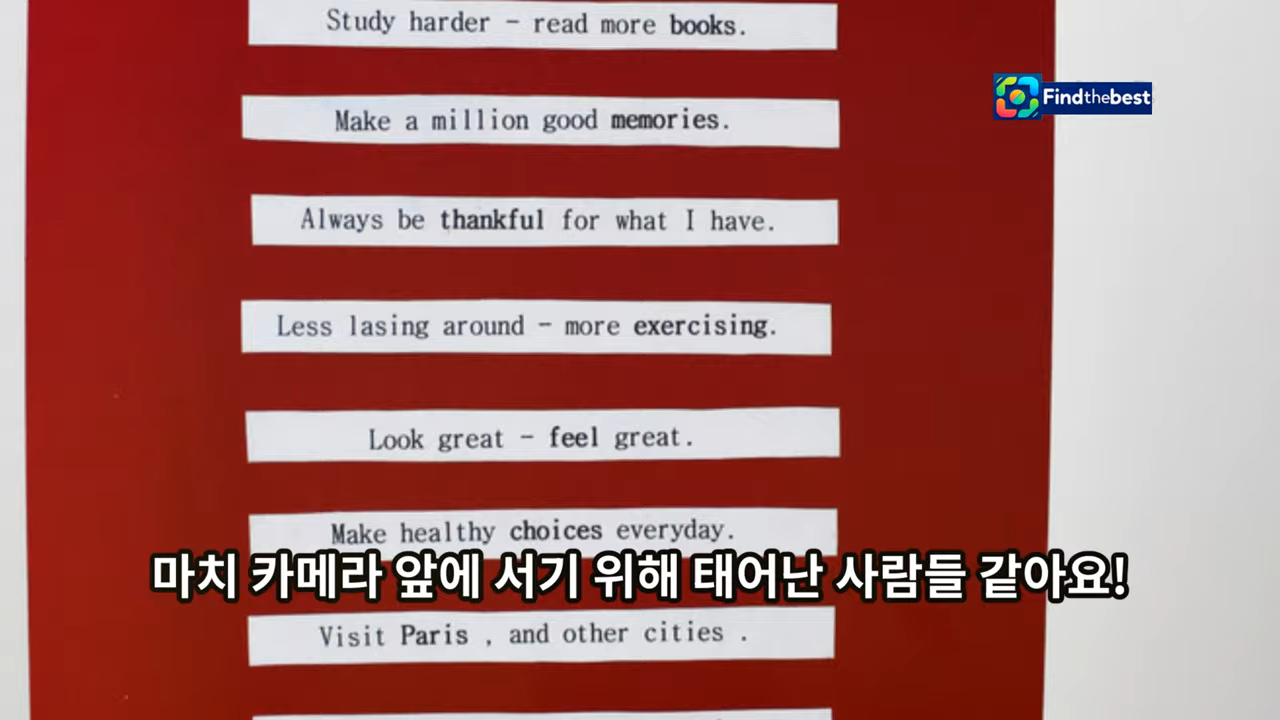 Study harder - read more books.
Findthebest
Make a million good memories.
Always be thankful for what I have.
Less lasing around - more exercising.
Look great - feel great.
Make healthy choices everyday.
마치 카메라 앞에 서기 위해 태어난 사람들 같아요!
Visit Paris , and other cities .